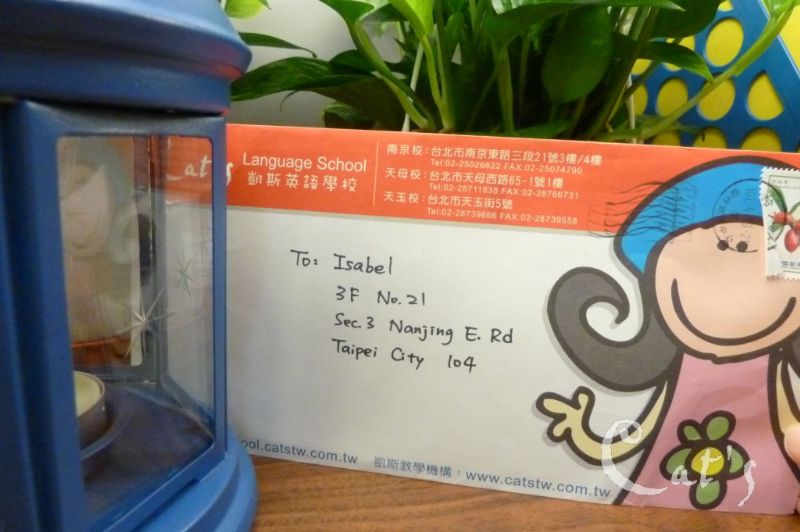 Cat's
Language School
凱斯英語學校
南京校：台北市南京東路三段21號3樓/4樓
Tel:02-25026622 FAX:02-25074790
天母校：台北市天母西路65-1號1樓
Tel:02-28711838 FAX:02-28766731
天玉校：台北市天玉街5號
Tel:02-28739666 FAX:02-28739558
To: Isabel
3F No.21
Sec.3 Nanjing E. Rd
Taipei City 104
ool.catstw.com.tw
凱斯教學機構：www.catstw.com.tw
Cat's